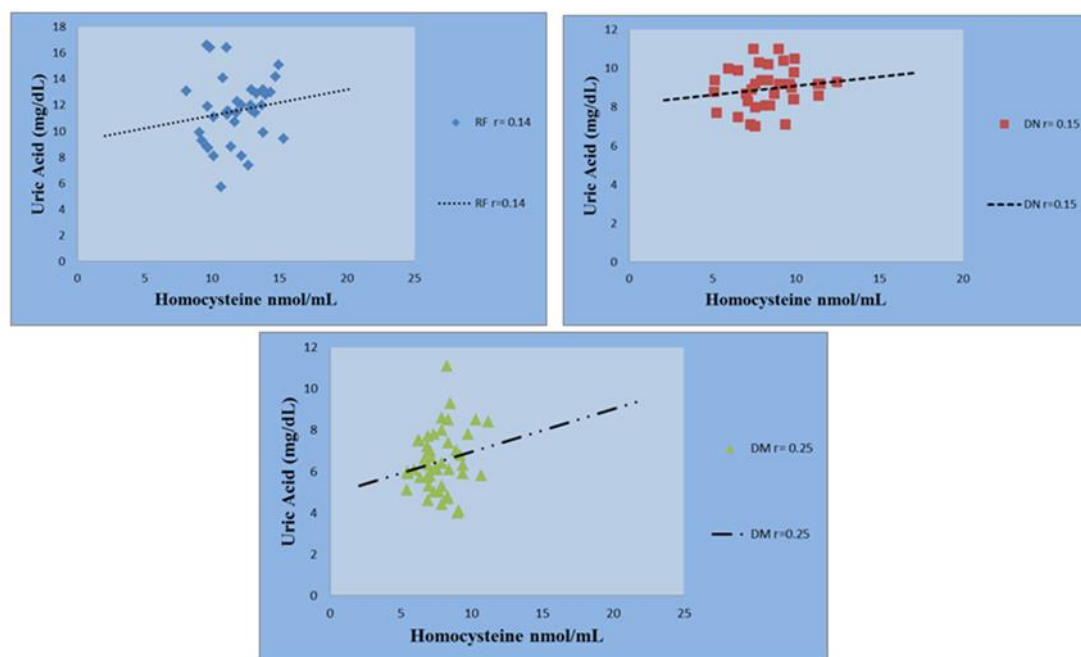 18
16
14
12
10
8
6
4
2
0
0 5 10 15 20 25
Uric Acid (mg/dL)
Homocysteine nmol/mL
RF r= 0.14
RF r=0.14
12
10
8
6
4
2
0
0 5 10 15 20
Uric Acid (mg/dL)
Homocysteine nmol/mL
DN r= 0.15
DN r=0.15
12
10
8
6
4
2
0
0 5 10 15 20 25
Uric Acid (mg/dL)
Homocysteine nmol/mL
DM r= 0.25
DM r=0.25